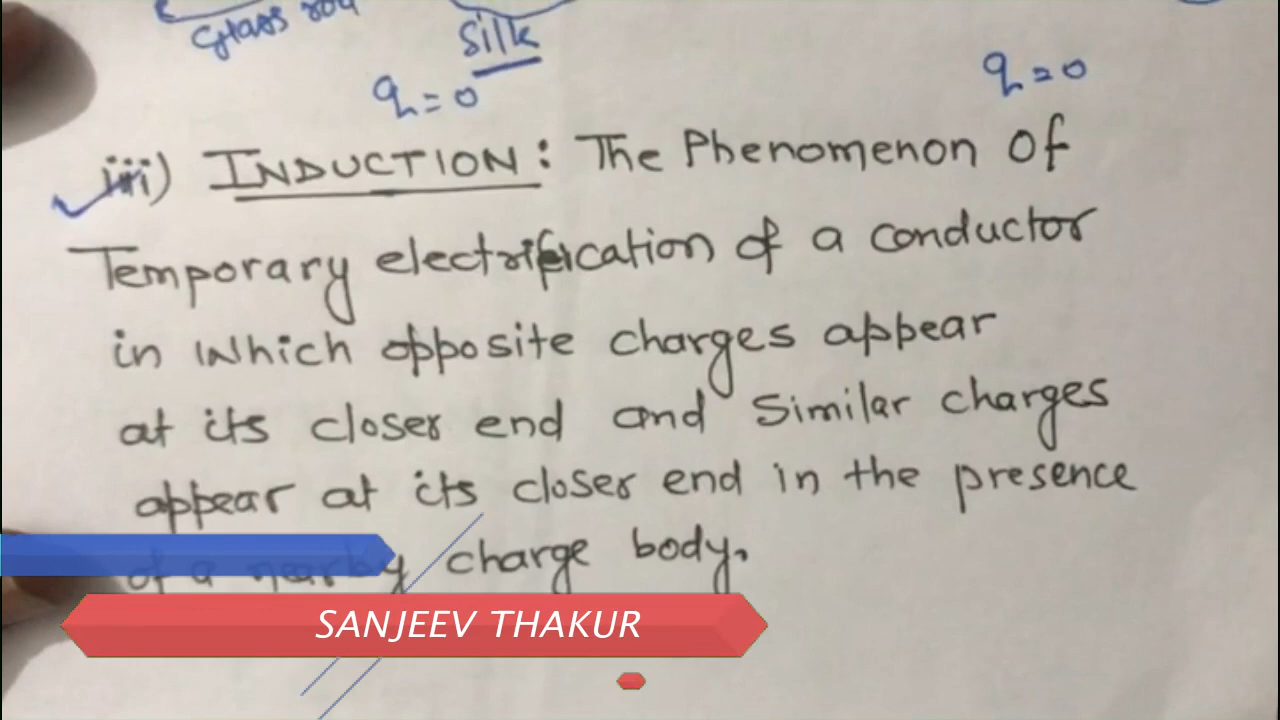 Glass rod
Silk
q=0
q=0
iii) INDUCTION: The Phenomenon Of
Temporary electrification of a conductor
in which opposite charges appear
at its closer end and similar charges
appear at its closer end in the presence
of a nearby charge body.
SANJEEV THAKUR